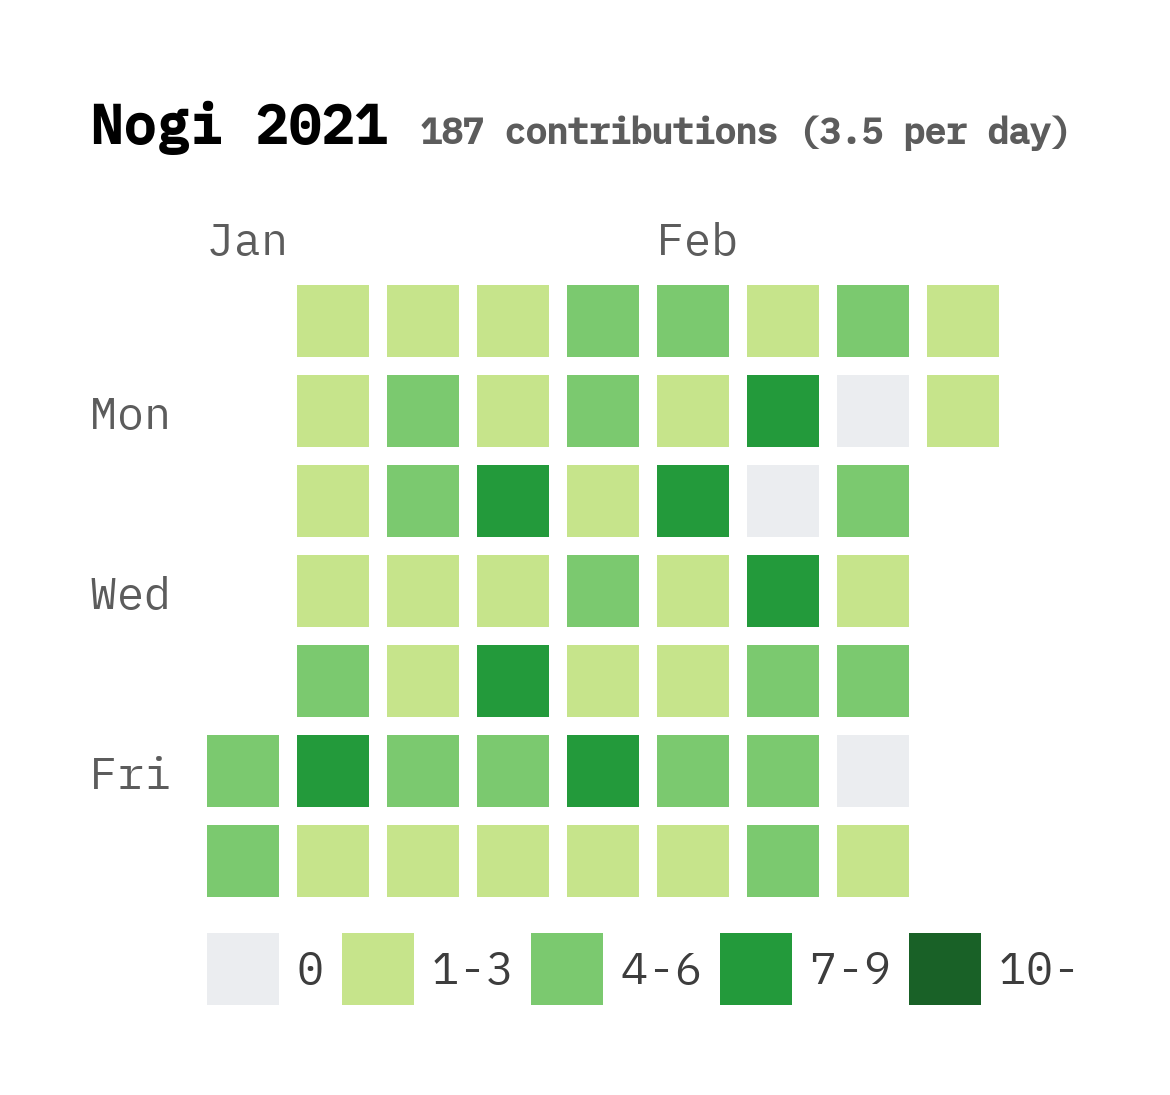 Nogi 2021 187 contributions (3.5 per day)
Jan Feb
Mon
Wed
Fri
0 1-3 4-6 7-9 10-